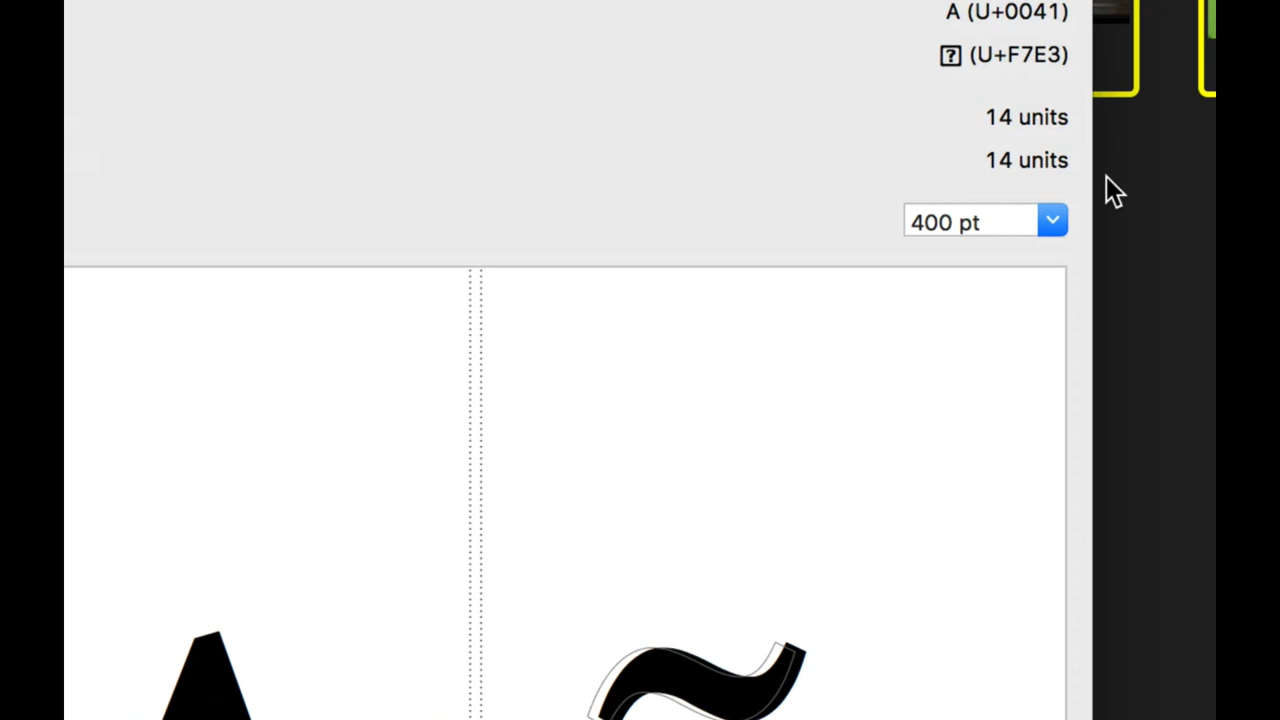 A (U+0041)
⍰ (U+F7E3)
14 units
14 units
400 pt
A
~